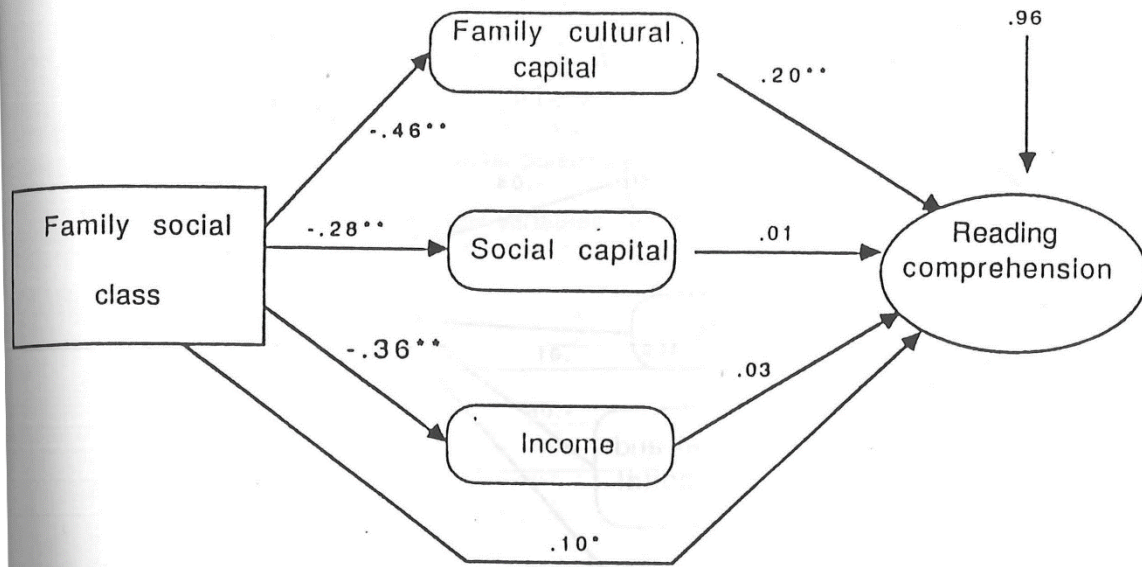 Family cultural
capital
.96
.20**
-.46**
Family social
class
-.28**
Social capital
.01
Reading
comprehension
-.36**
.03
Income
.10*